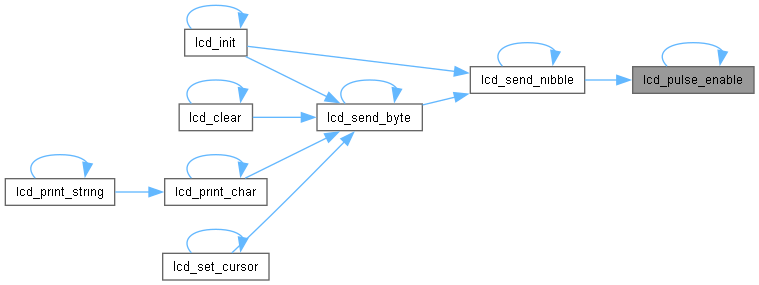 lcd_init
lcd_send_nibble
lcd_pulse_enable
lcd_clear
lcd_send_byte
lcd_print_string
lcd_print_char
lcd_set_cursor